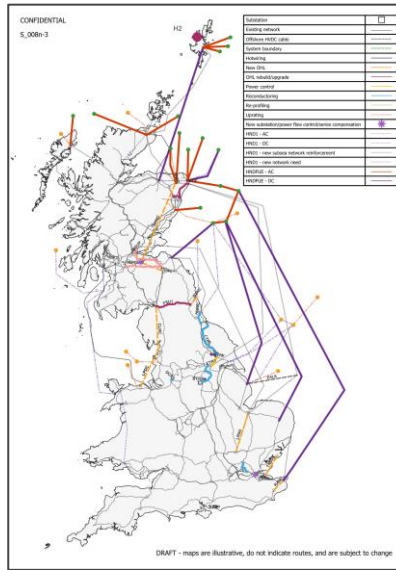 CONFIDENTIAL
S_008n-3
H2
Substation
Existing network
Offshore HVDC cable
System boundary
Hotwiring
New OHL
OHL rebuild/upgrade
Power control
Reconductoring
Re-profiling
Uprating
New substation/power flow control/sense compensation
HND1 - AC
HND1 - DC
HND1 - new subsea network reinforcement
HND1 - new network need
HNDFUE - AC
HNDFUE - DC
DRAFT - maps are illustrative, do not indicate routes, and are subject to change